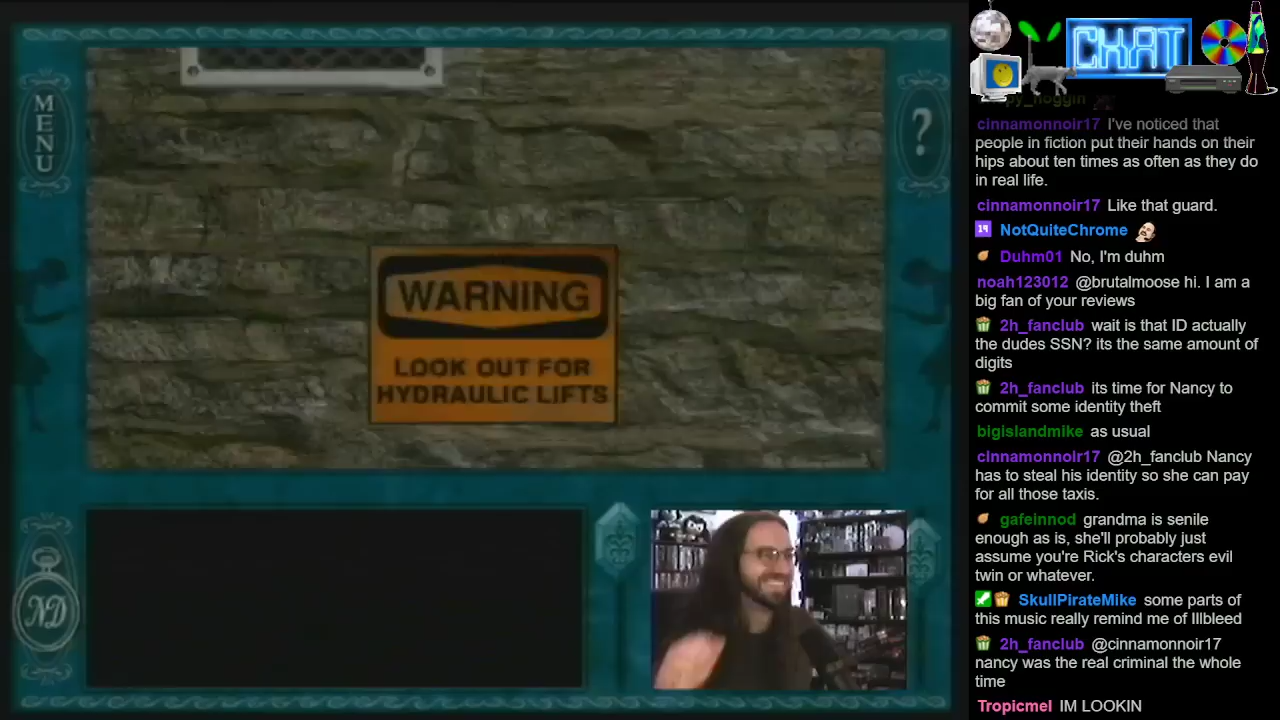 MENU
?
WARNING
LOOK OUT FOR
HYDRAULIC LIFTS
ND
CHAT
cinnamonnoir17 I've noticed that
people in fiction put their hands on their
hips about ten times as often as they do
in real life.
cinnamonnoir17 Like that guard.
19 NotQuiteChrome
Duhm01 No, I'm duhm
noah123012 @brutalmoose hi. I am a
big fan of your reviews
2h_fanclub wait is that ID actually
the dudes SSN? its the same amount of
digits
2h_fanclub its time for Nancy to
commit some identity theft
bigislandmike as usual
cinnamonnoir17 @2h_fanclub Nancy
has to steal his identity so she can pay
for all those taxis.
gafeinnod grandma is senile
enough as is, she'll probably just
assume you're Rick's characters evil
twin or whatever.
SkullPirateMike some parts of
this music really remind me of Illbleed
2h_fanclub @cinnamonnoir17
nancy was the real criminal the whole
time
Tropicmel IM LOOKIN